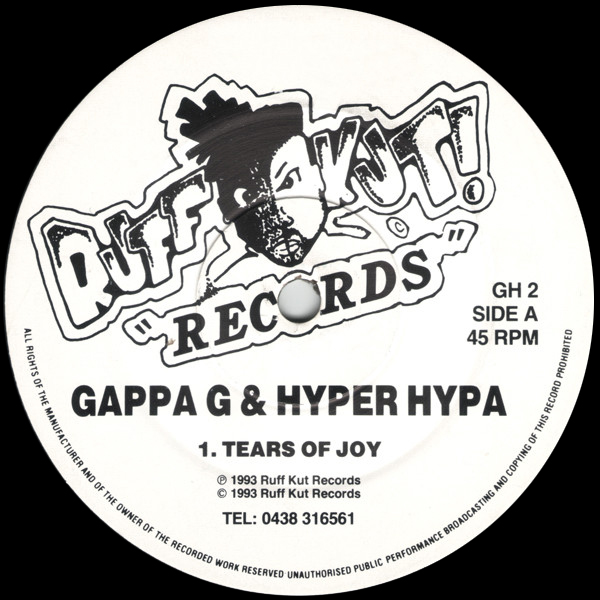 RUFF KUT!
©
"RECORDS"
GH 2
SIDE A
45 RPM
GAPPA G & HYPER HYPA
1. TEARS OF JOY
℗ 1993 Ruff Kut Records
© 1993 Ruff Kut Records
TEL: 0438 316561
ALL RIGHTS OF THE MANUFACTURER AND OF THE OWNER OF THE RECORDED WORK RESERVED UNAUTHORISED PUBLIC PERFORMANCE BROADCASTING AND COPYING OF THIS RECORD PROHIBITED